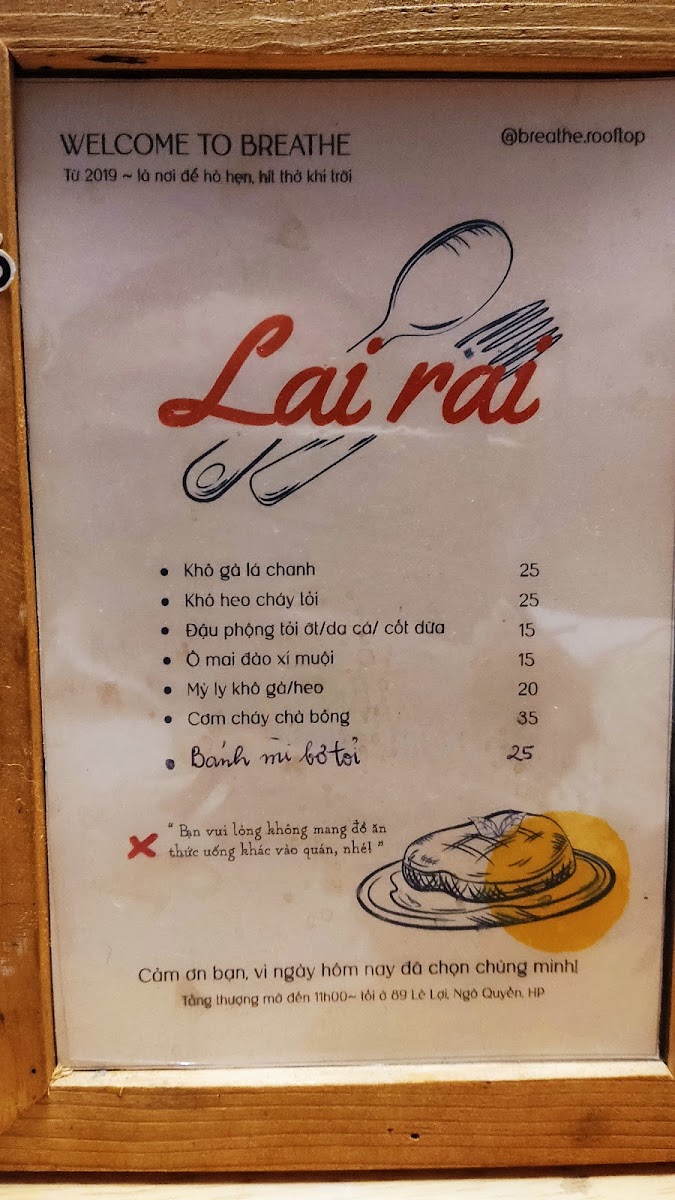 WELCOME TO BREATHE
@breathe.rooftop
Từ 2019 ~ là nơi để hò hẹn, hít thở khí trời
Lai rai
Khô gà lá chanh 25
Khô heo cháy tỏi 25
Đậu phộng tỏi ớt/da cá/ cốt dừa 15
Ô mai đào xí muội 15
Mỳ ly khô gà/heo 20
Cơm cháy chà bông 35
Bánh mì bơ tỏi 25
" Bạn vui lòng không mang đồ ăn
thức uống khác vào quán, nhé! "
Cảm ơn bạn, vì ngày hôm nay đã chọn chúng mình!
Tầng thượng mở đến 11h00~ tối ở 89 Lê Lợi, Ngô Quyền, HP